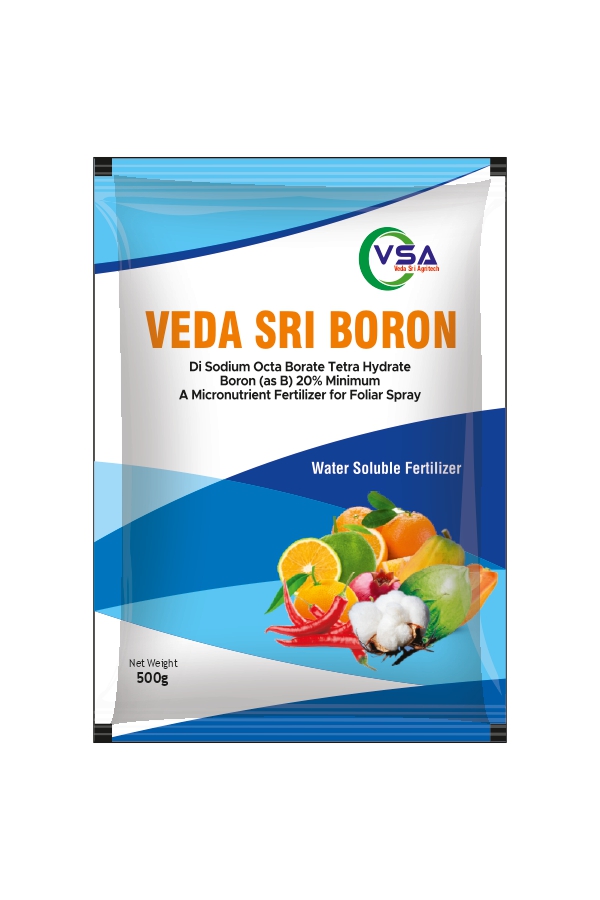 VSA
Veda Sri Agritech
VEDA SRI BORON
Di Sodium Octa Borate Tetra Hydrate
Boron (as B) 20% Minimum
A Micronutrient Fertilizer for Foliar Spray
Water Soluble Fertilizer
Net Weight
500g